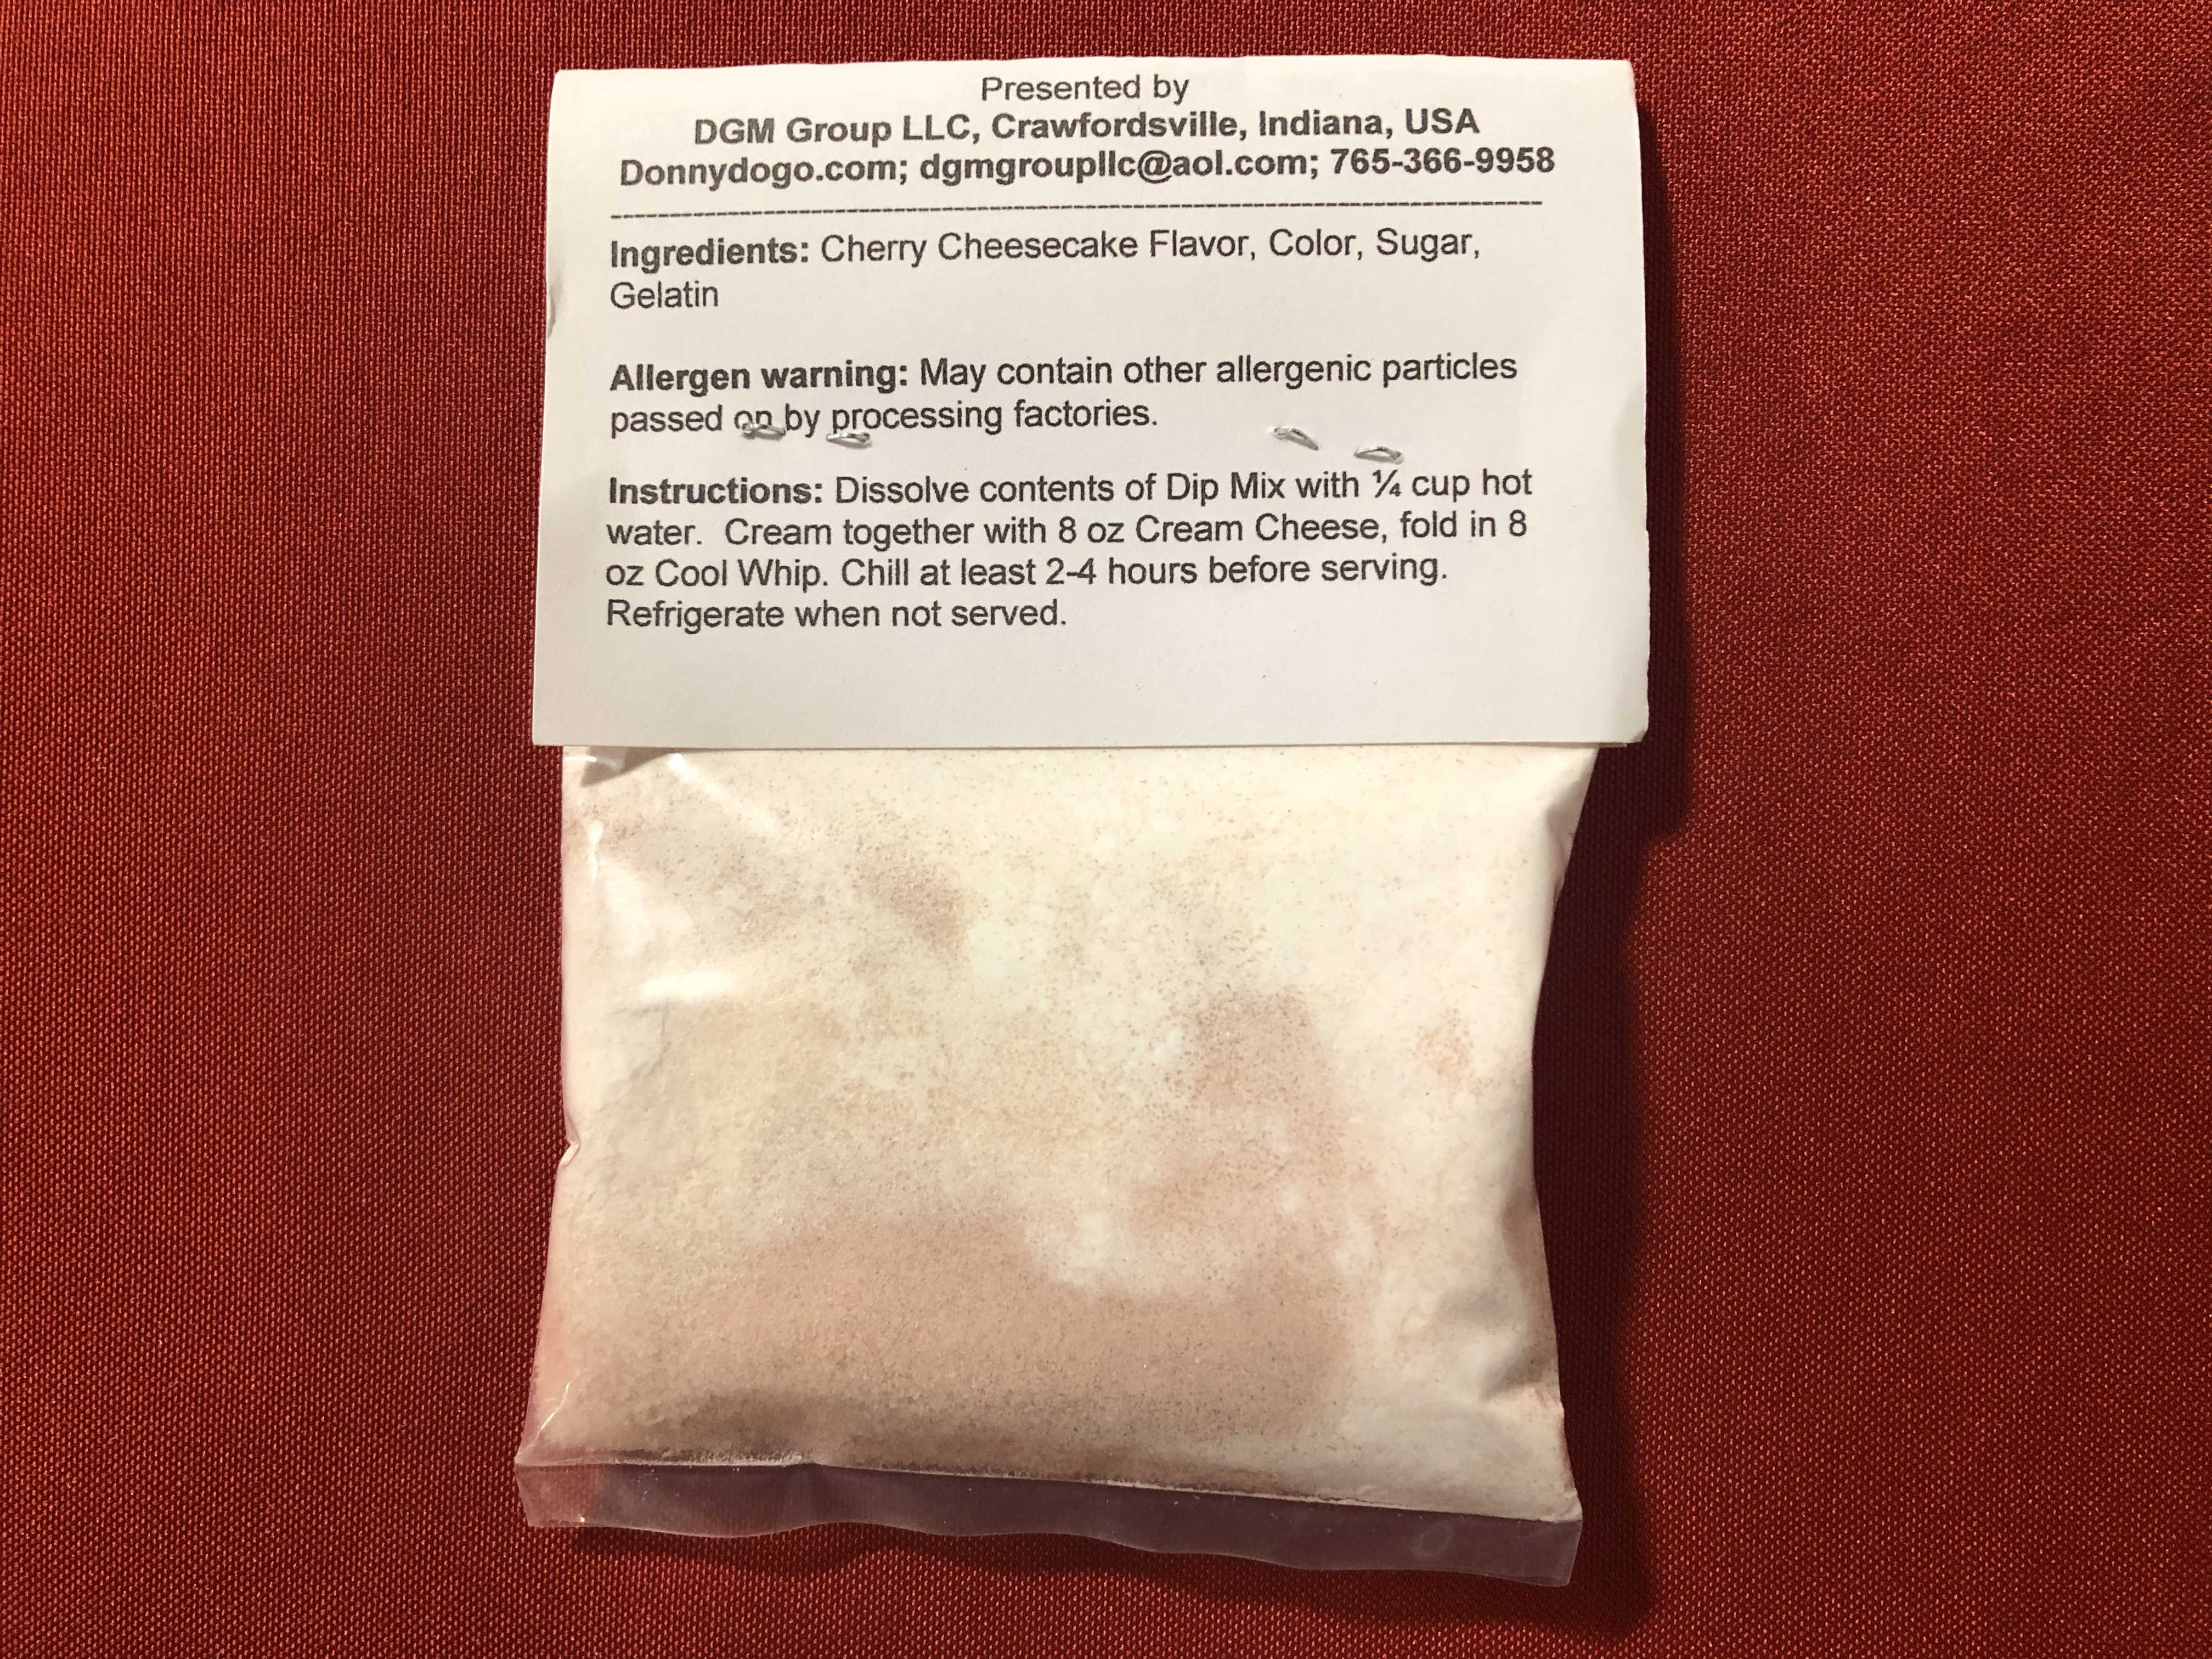 Presented by
DGM Group LLC, Crawfordsville, Indiana, USA
Donnydogo.com; dgmgroupllc@aol.com; 765-366-9958
--------------------------------------------------------------------------------
Ingredients: Cherry Cheesecake Flavor, Color, Sugar,
Gelatin
Allergen warning: May contain other allergenic particles
passed on by processing factories.
Instructions: Dissolve contents of Dip Mix with ¼ cup hot
water.  Cream together with 8 oz Cream Cheese, fold in 8
oz Cool Whip. Chill at least 2-4 hours before serving.
Refrigerate when not served.